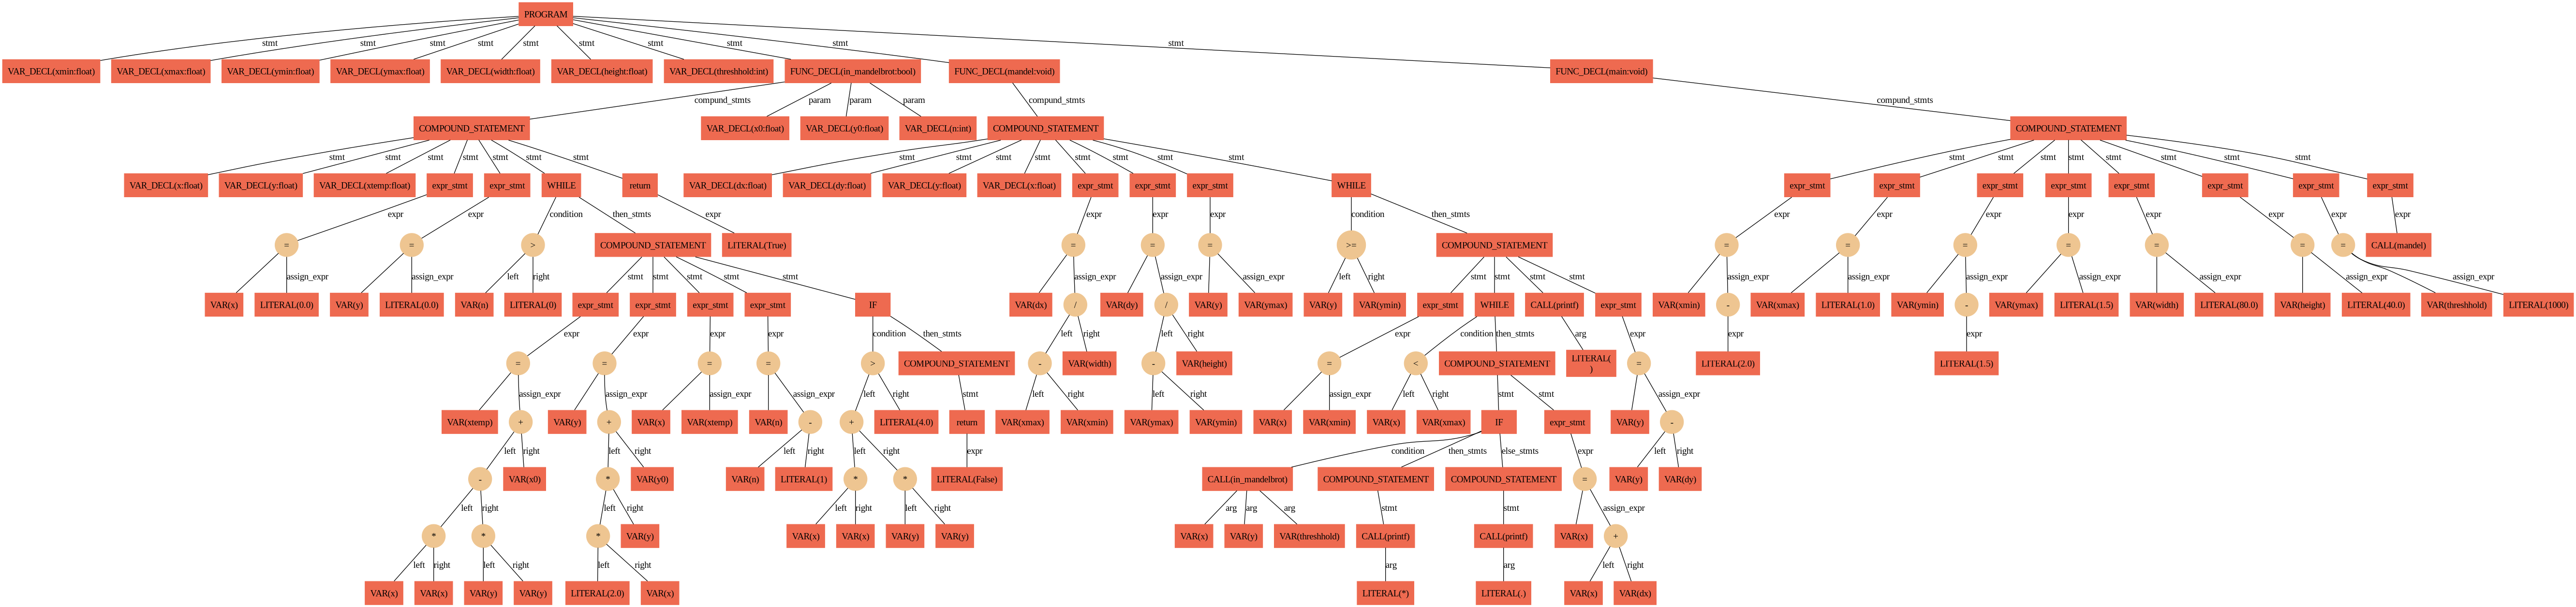 PROGRAM
stmt stmt stmt stmt stmt stmt stmt stmt stmt stmt
VAR_DECL(xmin:float) VAR_DECL(xmax:float) VAR_DECL(ymin:float) VAR_DECL(ymax:float) VAR_DECL(width:float) VAR_DECL(height:float) VAR_DECL(threshhold:int) FUNC_DECL(in_mandelbrot:bool) FUNC_DECL(mandel:void) FUNC_DECL(main:void)
compund_stmts param param param compund_stmts compund_stmts
COMPOUND_STATEMENT VAR_DECL(x0:float) VAR_DECL(y0:float) VAR_DECL(n:int) COMPOUND_STATEMENT COMPOUND_STATEMENT
stmt stmt stmt stmt stmt stmt stmt stmt stmt stmt stmt stmt stmt stmt stmt stmt stmt stmt stmt stmt stmt stmt stmt
VAR_DECL(x:float) VAR_DECL(y:float) VAR_DECL(xtemp:float) expr_stmt expr_stmt WHILE return VAR_DECL(dx:float) VAR_DECL(dy:float) VAR_DECL(y:float) VAR_DECL(x:float) expr_stmt expr_stmt expr_stmt WHILE expr_stmt expr_stmt expr_stmt expr_stmt expr_stmt expr_stmt expr_stmt expr_stmt
expr expr condition then_stmts expr expr expr expr condition then_stmts expr expr expr expr expr expr expr expr
= = > COMPOUND_STATEMENT LITERAL(True) = = = >= COMPOUND_STATEMENT = = = = = = = CALL(mandel)
assign_expr assign_expr left right stmt stmt stmt stmt stmt assign_expr assign_expr assign_expr left right stmt stmt stmt stmt assign_expr assign_expr assign_expr assign_expr assign_expr assign_expr assign_expr
VAR(x) LITERAL(0.0) VAR(y) LITERAL(0.0) VAR(n) LITERAL(0) expr_stmt expr_stmt expr_stmt expr_stmt IF VAR(dx) / VAR(dy) / VAR(y) VAR(ymax) VAR(y) VAR(ymin) expr_stmt WHILE CALL(printf) expr_stmt VAR(xmin) - VAR(xmax) LITERAL(1.0) VAR(ymin) - VAR(ymax) LITERAL(1.5) VAR(width) LITERAL(80.0) VAR(height) LITERAL(40.0) VAR(threshhold) LITERAL(1000)
expr expr expr expr condition then_stmts left right left right expr condition then_stmts arg expr expr expr
= = = = > COMPOUND_STATEMENT - VAR(width) - VAR(height) = < COMPOUND_STATEMENT LITERAL(
) = LITERAL(2.0) LITERAL(1.5)
assign_expr assign_expr assign_expr assign_expr left right stmt left right left right assign_expr left right stmt stmt assign_expr
VAR(xtemp) + VAR(y) + VAR(x) VAR(xtemp) VAR(n) - + LITERAL(4.0) return VAR(xmax) VAR(xmin) VAR(ymax) VAR(ymin) VAR(x) VAR(xmin) VAR(x) VAR(xmax) IF expr_stmt VAR(y) -
left right left right left right left right expr condition then_stmts else_stmts expr left right
- VAR(x0) * VAR(y0) VAR(n) LITERAL(1) * * LITERAL(False) CALL(in_mandelbrot) COMPOUND_STATEMENT COMPOUND_STATEMENT = VAR(y) VAR(dy)
left right left right left right left right arg arg arg stmt stmt assign_expr
* * * VAR(y) VAR(x) VAR(x) VAR(y) VAR(y) VAR(x) VAR(y) VAR(threshhold) CALL(printf) CALL(printf) VAR(x) +
left right left right left right arg arg left right
VAR(x) VAR(x) VAR(y) VAR(y) LITERAL(2.0) VAR(x) LITERAL(*) LITERAL(.) VAR(x) VAR(dx)